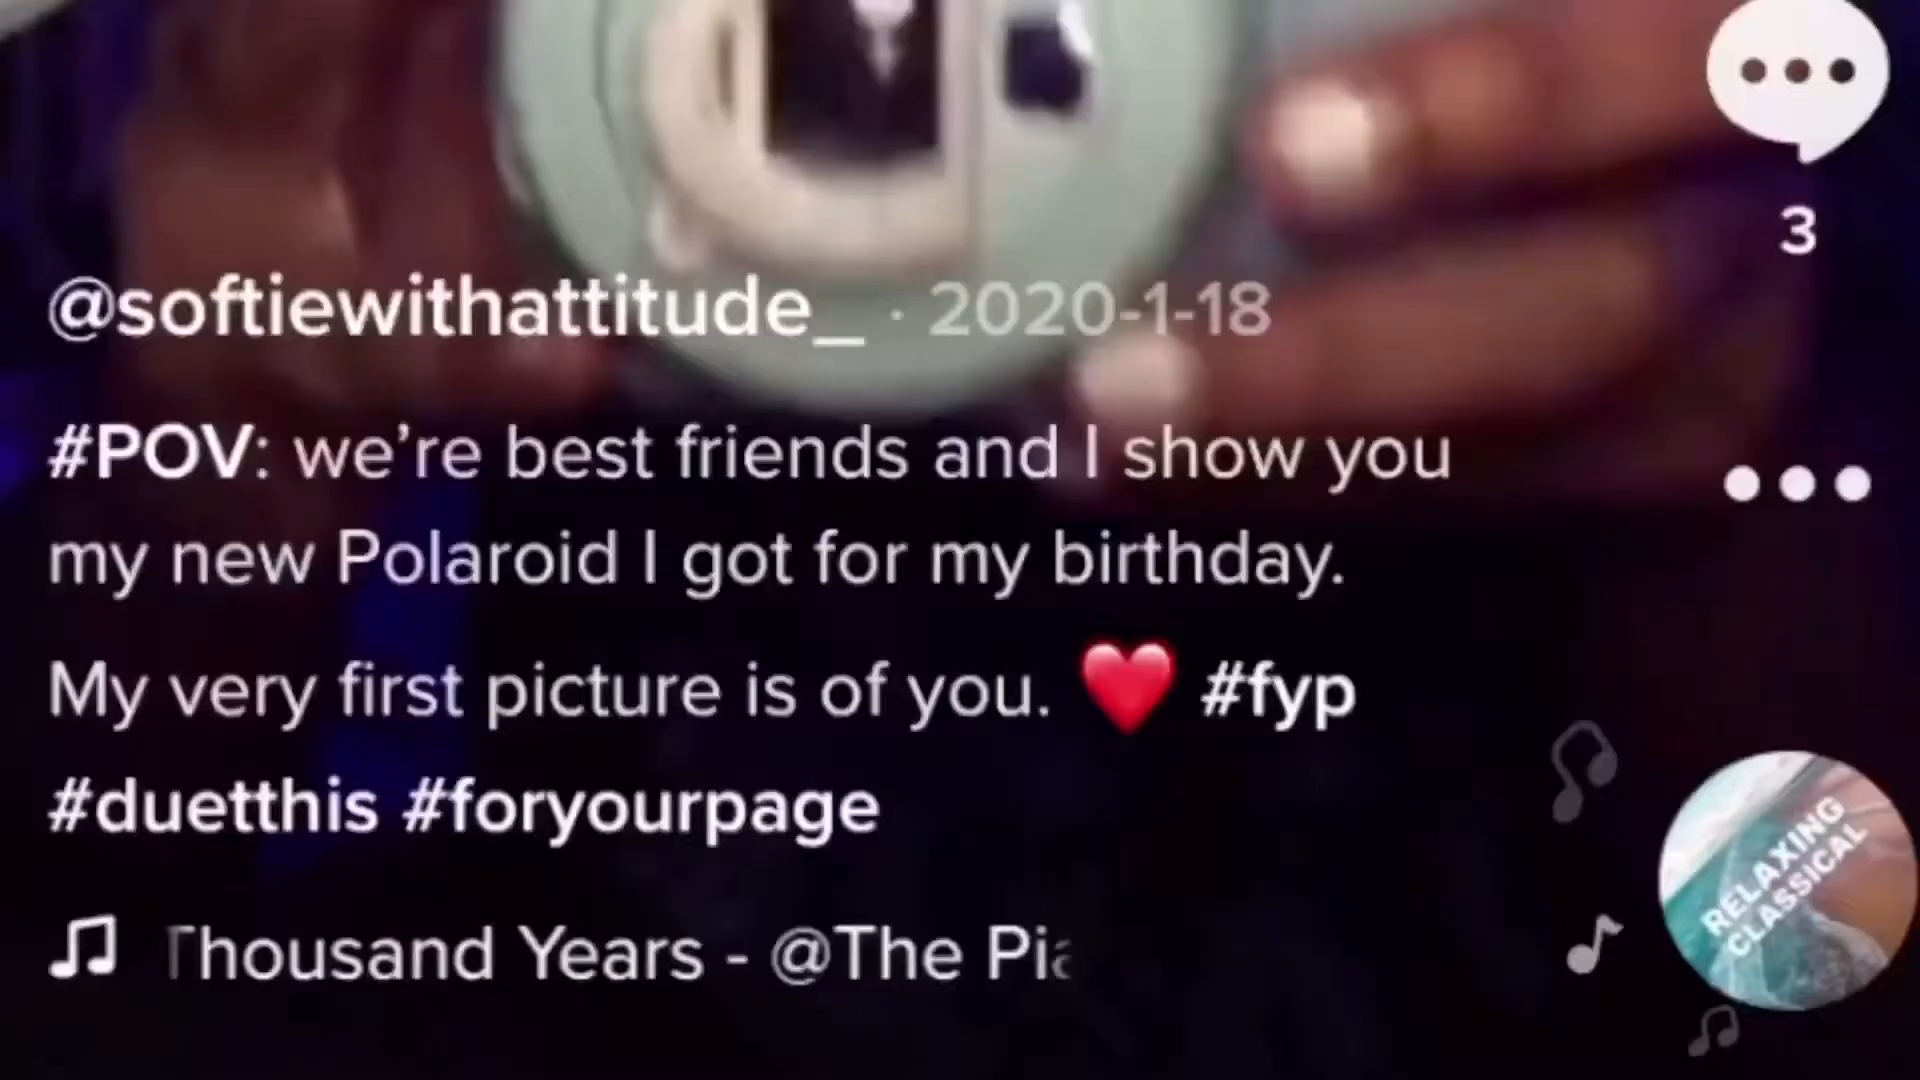 3
@softiewithattitude_ · 2020-1-18
#POV: we're best friends and I show you
my new Polaroid I got for my birthday.
My very first picture is of you. ❤️ #fyp
#duetthis #foryourpage
Thousand Years - @The Pia
RELAXING
CLASSICAL